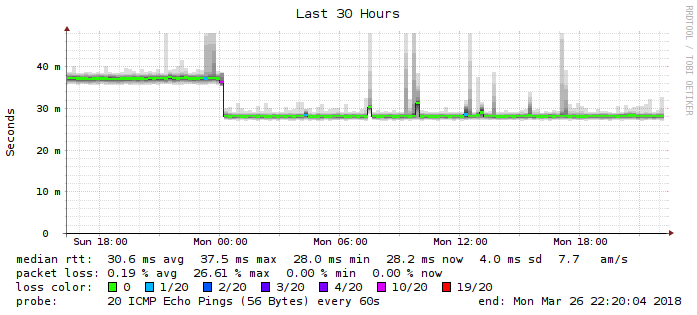 Last 30 Hours
RRDTOOL / TOBI OETIKER
Seconds
40 m
30 m
20 m
10 m
0
Sun 18:00 Mon 00:00 Mon 06:00 Mon 12:00 Mon 18:00
median rtt: 30.6 ms avg 37.5 ms max 28.0 ms min 28.2 ms now 4.0 ms sd 7.7 am/s
packet loss: 0.19 % avg 26.61 % max 0.00 % min 0.00 % now
loss color: 0 1/20 2/20 3/20 4/20 10/20 19/20
probe: 20 ICMP Echo Pings (56 Bytes) every 60s end: Mon Mar 26 22:20:04 2018